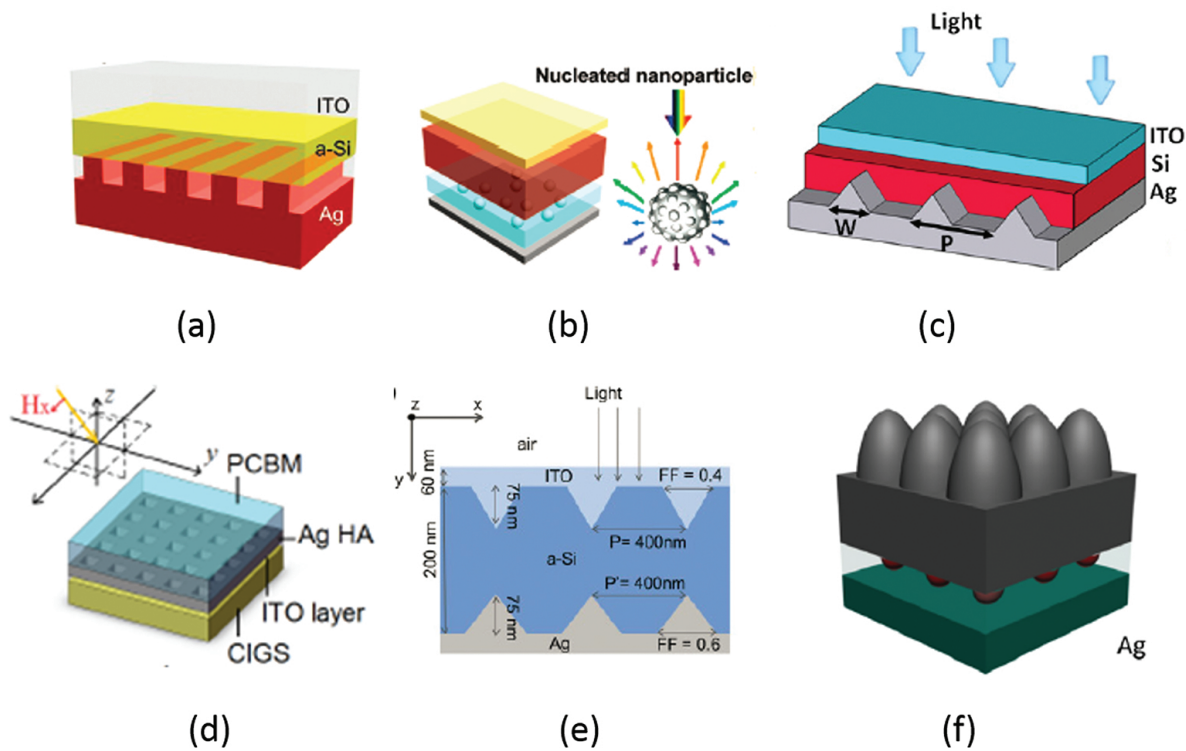 ITO
a-Si
Ag
(a)
Nucleated nanoparticle
(b)
Light
ITO
Si
Ag
W
P
(c)
Hx
z
y
PCBM
Ag HA
ITO layer
CIGS
(d)
)
Light
z
x
y
air
60 nm
ITO
75 nm
FF = 0.4
P= 400nm
200 nm
a-Si
P'= 400nm
75 nm
Ag
FF = 0.6
(e)
Ag
(f)